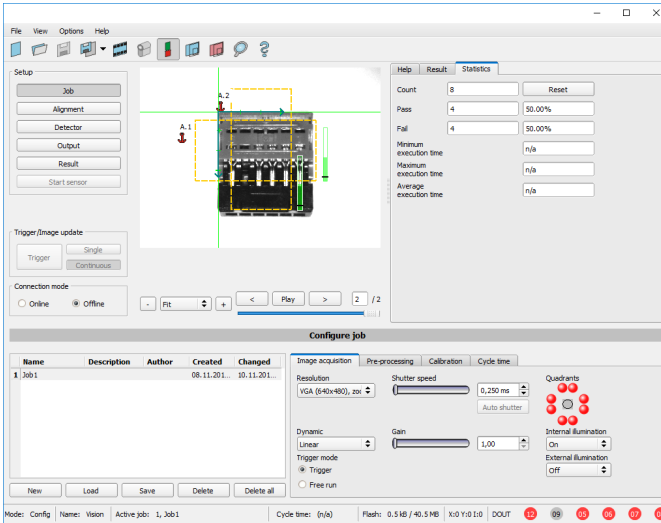 File View Options Help
Setup
Job
Alignment
Detector
Output
Result
Start sensor
Trigger/Image update
Trigger
Single
Continuous
Connection mode
Online Offline
A.2
A.1
- Fit + < Play > 2 /2
Help Result Statistics
Count 8 Reset
Pass 4 50.00%
Fail 4 50.00%
Minimum
execution time n/a
Maximum
execution time n/a
Average
execution time n/a
Configure job
Name Description Author Created Changed
1 Job1 08.11.201... 10.11.201...
New Load Save Delete Delete all
Image acquisition Pre-processing Calibration Cycle time
Resolution Shutter speed Quadrants
VGA (640x480), zoc 0,250 ms
Auto shutter
Dynamic Gain Internal illumination
Linear 1,00 On
Trigger mode External illumination
Trigger Off
Free run
Mode: Config Name: Vision Active job: 1, Job1 Cycle time: (n/a) Flash: 0.5 kB / 40.5 MB X:0 Y:0 I:0 DOUT 12 09 05 06 07